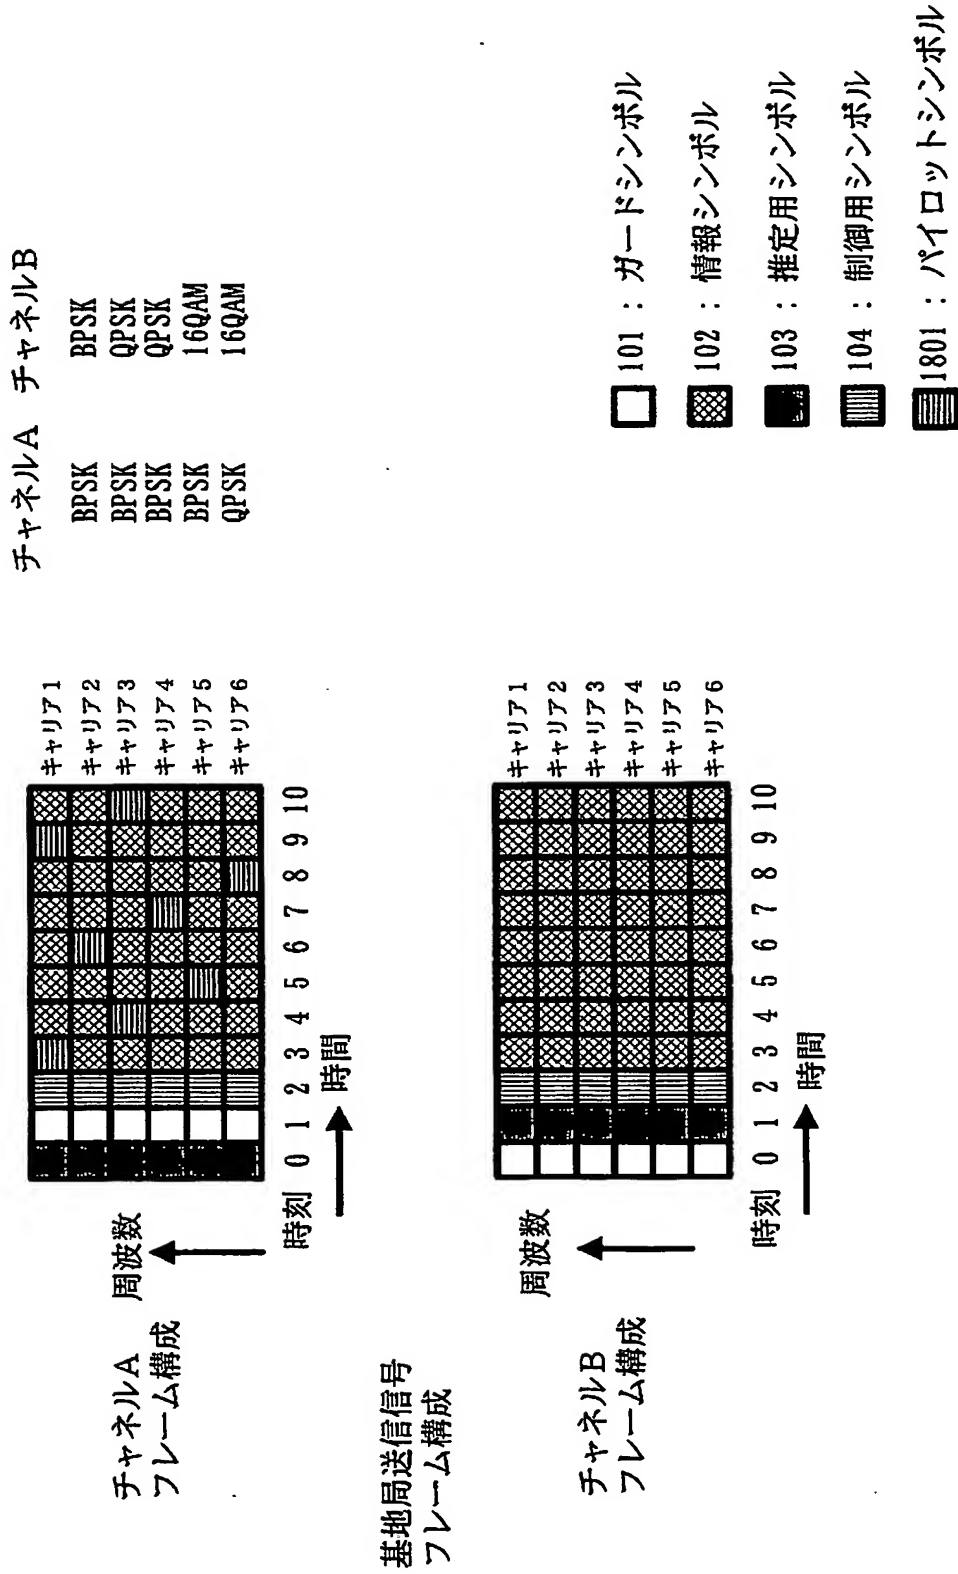 基地局送信信号
フレーム構成
チャネルA
フレーム構成
周波数
キャリア1
キャリア2
キャリア3
キャリア4
キャリア5
キャリア6
時刻 0 1 2 3 4 5 6 7 8 9 10
時間
チャネルB
フレーム構成
周波数
キャリア1
キャリア2
キャリア3
キャリア4
キャリア5
キャリア6
時刻 0 1 2 3 4 5 6 7 8 9 10
時間
チャネルA チャネルB
BPSK BPSK
BPSK QPSK
BPSK QPSK
BPSK 16QAM
QPSK 16QAM
101 : ガードシンボル
102 : 情報シンボル
103 : 推定用シンボル
104 : 制御用シンボル
1801 : パイロットシンボル